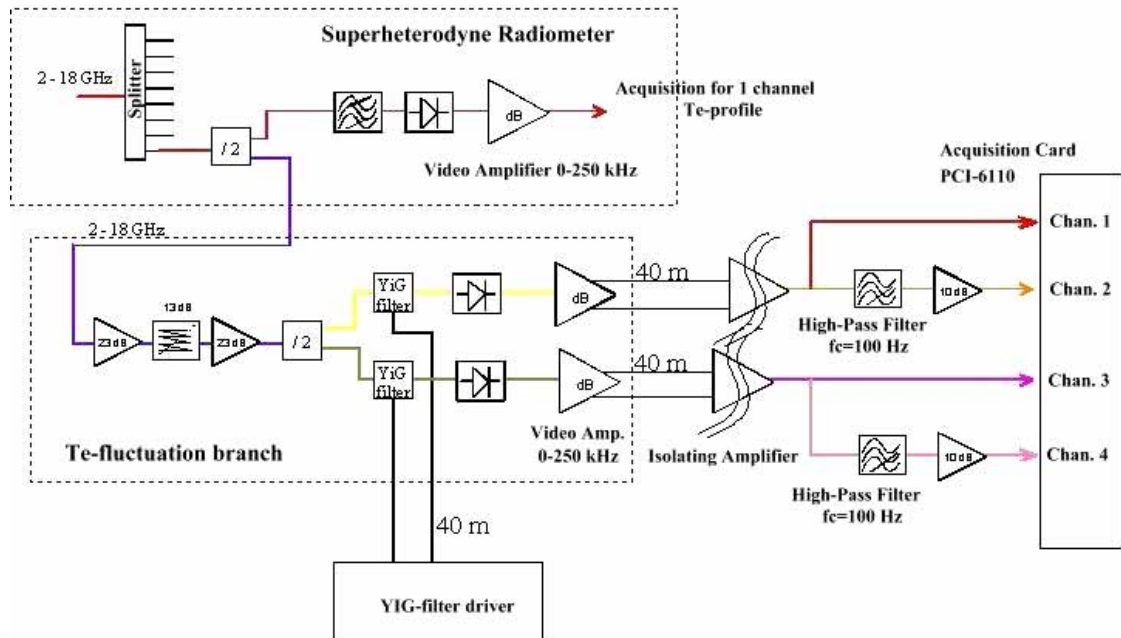 Superheterodyne Radiometer
2 - 18 GHz
Splitter
/ 2
dB
Acquisition for 1 channel
Te-profile
Video Amplifier 0-250 kHz
Acquisition Card
PCI-6110
2 - 18GHz
Chan. 1
40 m
YiG
filter
dB
13dB
10dB
Chan. 2
High-Pass Filter
fc=100 Hz
23dB
23dB
/ 2
YiG
filter
dB
40 m
Chan. 3
Te-fluctuation branch
Video Amp.
0-250 kHz
Isolating Amplifier
10dB
Chan. 4
High-Pass Filter
fc=100 Hz
40 m
YIG-filter driver